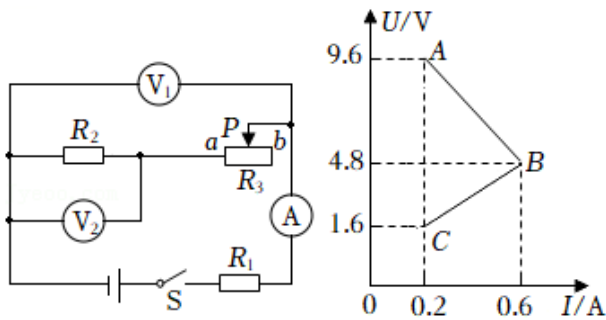 V₁
R₂
a P b
R₃
V₂
A
S
R₁
U/V
9.6 A
4.8 B
1.6 C
0 0.2 0.6 I/A